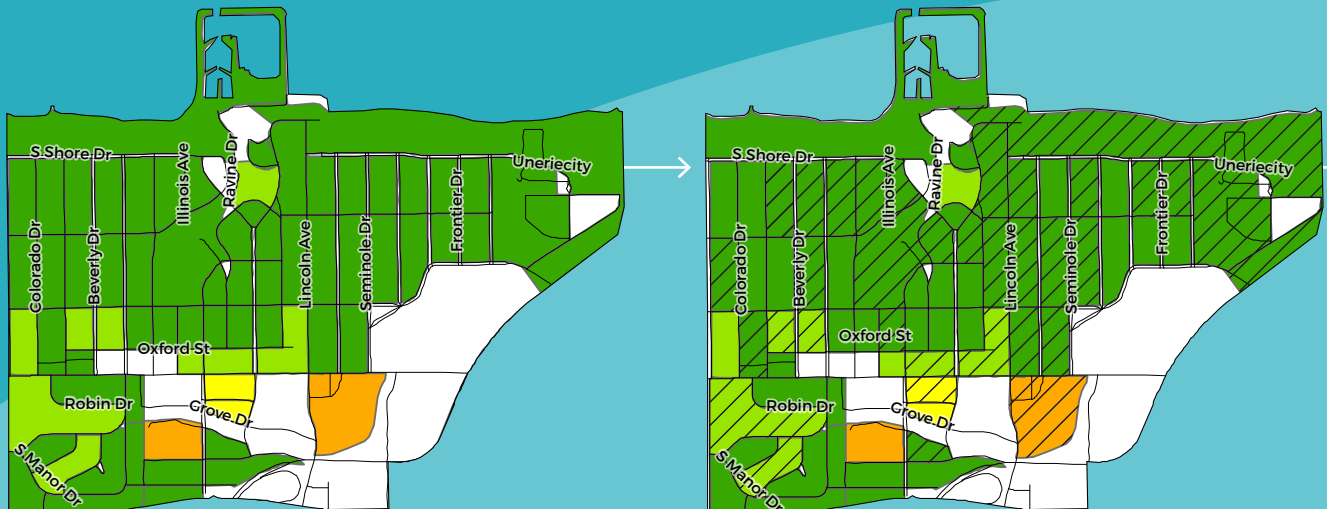 S Shore Dr
Illinois Ave
Ravine Dr
Uneriecity
Colorado Dr
Beverly Dr
Lincoln Ave
Seminole Dr
Frontier Dr
Oxford St
Robin Dr
Grove Dr
S Manor Dr
S Shore Dr
Illinois Ave
Ravine Dr
Uneriecity
Colorado Dr
Beverly Dr
Lincoln Ave
Seminole Dr
Frontier Dr
Oxford St
Robin Dr
Grove Dr
S Manor Dr